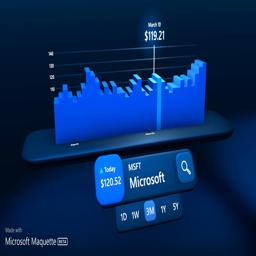 March 19
$119.21
140
130
120
110
Today
$120.52
MSFT
Microsoft
1D 1W 3M 1Y 5Y
Made with
Microsoft Maquette BETA